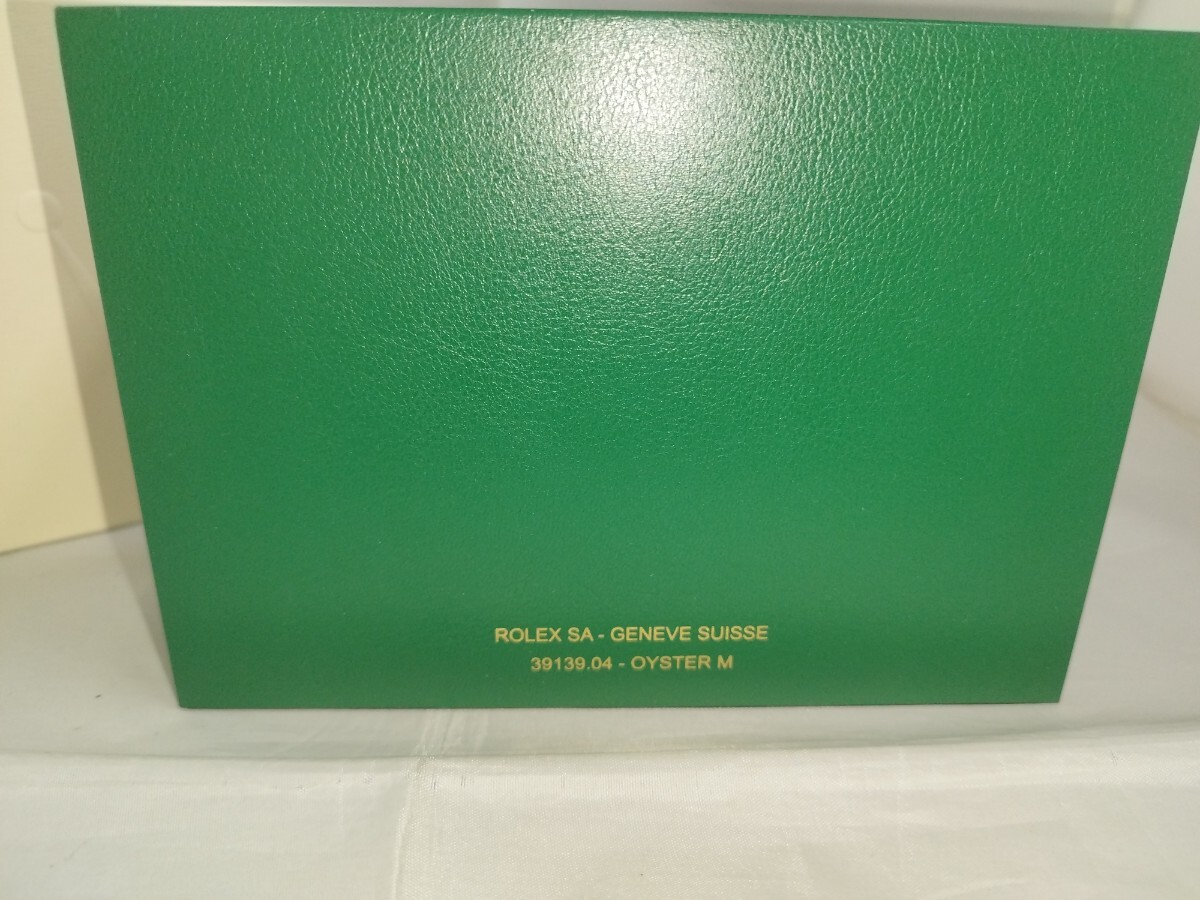 ROLEX SA - GENEVE SUISSE
39139.04 - OYSTER M